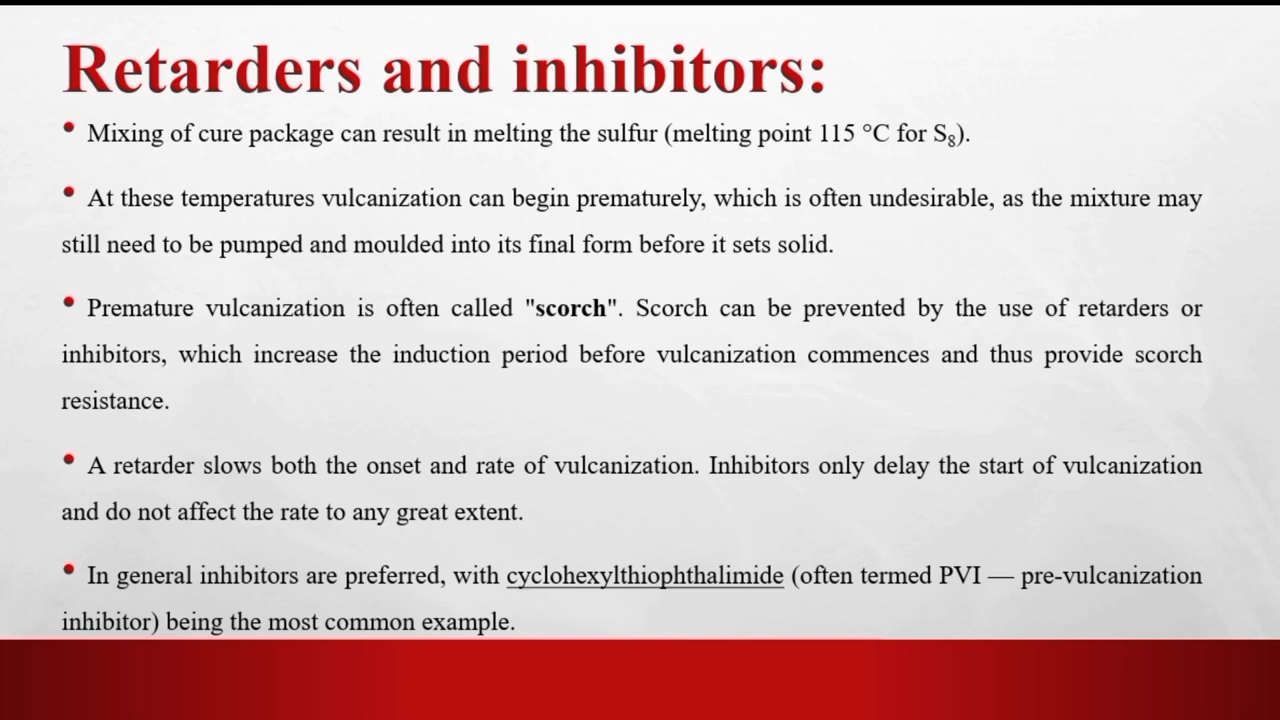 Retarders and inhibitors:
• Mixing of cure package can result in melting the sulfur (melting point 115 °C for S₈).
• At these temperatures vulcanization can begin prematurely, which is often undesirable, as the mixture may
still need to be pumped and moulded into its final form before it sets solid.
• Premature vulcanization is often called "scorch". Scorch can be prevented by the use of retarders or
inhibitors, which increase the induction period before vulcanization commences and thus provide scorch
resistance.
• A retarder slows both the onset and rate of vulcanization. Inhibitors only delay the start of vulcanization
and do not affect the rate to any great extent.
• In general inhibitors are preferred, with cyclohexylthiophthalimide (often termed PVI — pre-vulcanization
inhibitor) being the most common example.